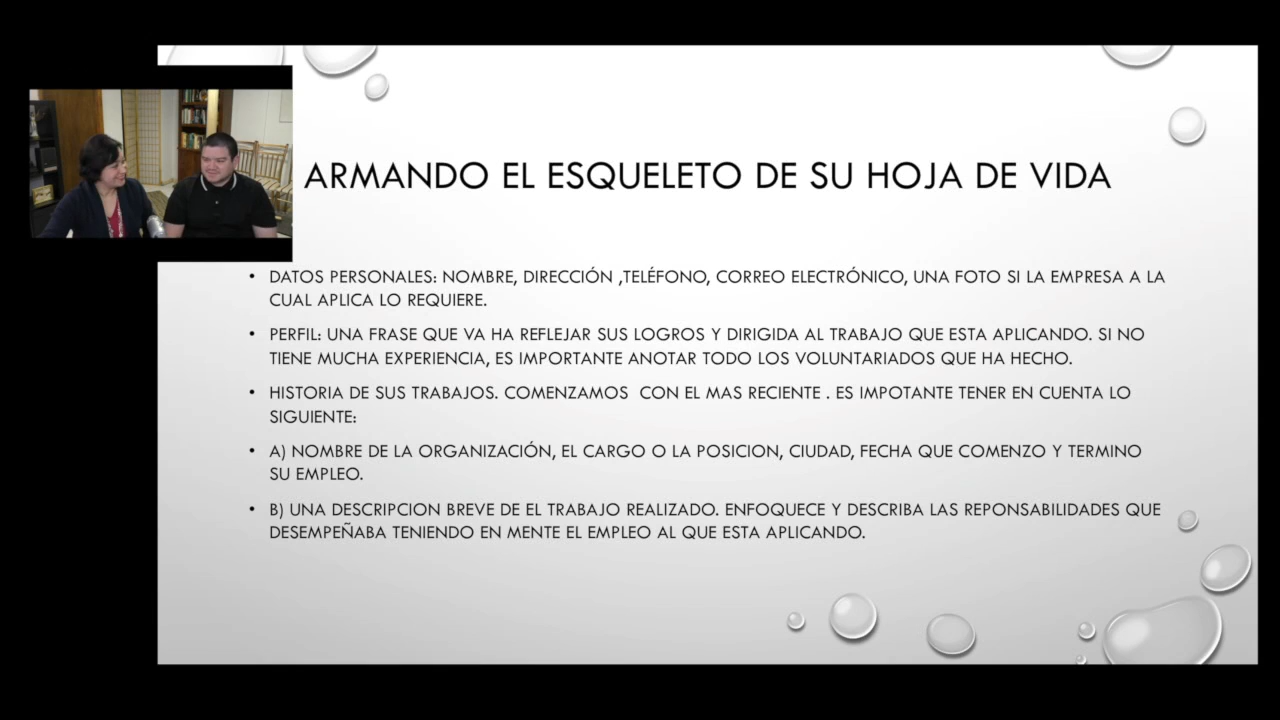 ARMANDO EL ESQUELETO DE SU HOJA DE VIDA
• DATOS PERSONALES: NOMBRE, DIRECCIÓN ,TELÉFONO, CORREO ELECTRÓNICO, UNA FOTO SI LA EMPRESA A LA
CUAL APLICA LO REQUIERE.
• PERFIL: UNA FRASE QUE VA HA REFLEJAR SUS LOGROS Y DIRIGIDA AL TRABAJO QUE ESTA APLICANDO. SI NO
TIENE MUCHA EXPERIENCIA, ES IMPORTANTE ANOTAR TODO LOS VOLUNTARIADOS QUE HA HECHO.
• HISTORIA DE SUS TRABAJOS. COMENZAMOS CON EL MAS RECIENTE . ES IMPOTANTE TENER EN CUENTA LO
SIGUIENTE:
• A) NOMBRE DE LA ORGANIZACIÓN, EL CARGO O LA POSICION, CIUDAD, FECHA QUE COMENZO Y TERMINO
SU EMPLEO.
• B) UNA DESCRIPCION BREVE DE EL TRABAJO REALIZADO. ENFOQUECE Y DESCRIBA LAS REPONSABILIDADES QUE
DESEMPEÑABA TENIENDO EN MENTE EL EMPLEO AL QUE ESTA APLICANDO.